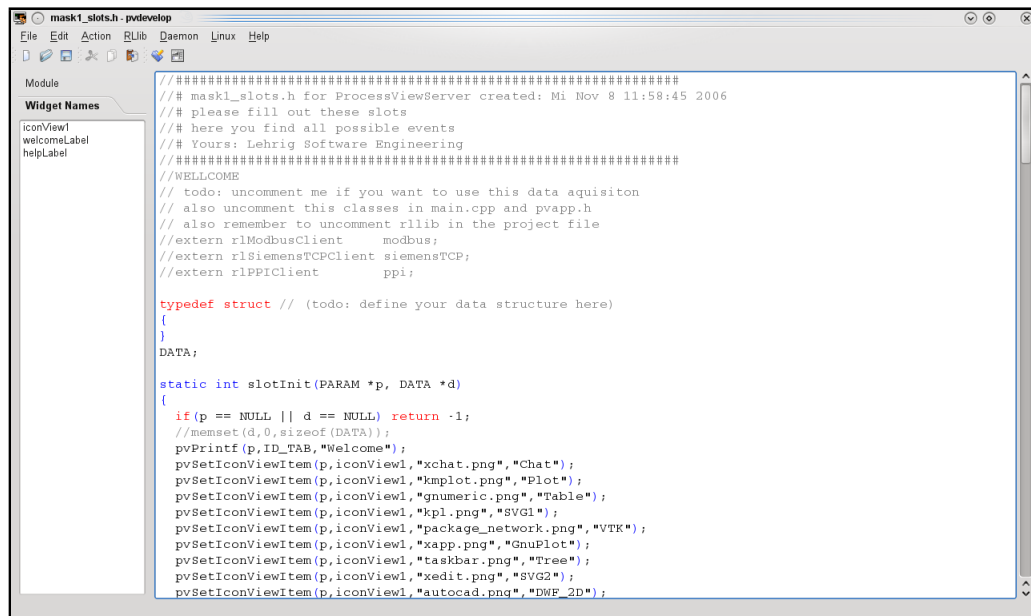 mask1_slots.h - pvdevelop
File Edit Action RLlib Daemon Linux Help
Module
Widget Names
iconView1
welcomeLabel
helpLabel
//###############################################################
//# mask1_slots.h for ProcessViewServer created: Mi Nov 8 11:58:45 2006
//# please fill out these slots
//# here you find all possible events
//# Yours: Lehrig Software Engineering
//###############################################################
//WELLCOME
// todo: uncomment me if you want to use this data aquisiton
// also uncomment this classes in main.cpp and pvapp.h
// also remember to uncomment rllib in the project file
//extern rlModbusClient     modbus;
//extern rlSiemensTCPClient siemensTCP;
//extern rlPPIClient        ppi;
typedef struct // (todo: define your data structure here)
{
}
DATA;
static int slotInit(PARAM *p, DATA *d)
{
  if(p == NULL || d == NULL) return -1;
  //memset(d,0,sizeof(DATA));
  pvPrintf(p,ID_TAB,"Welcome");
  pvSetIconViewItem(p,iconView1,"xchat.png","Chat");
  pvSetIconViewItem(p,iconView1,"kmplot.png","Plot");
  pvSetIconViewItem(p,iconView1,"gnumeric.png","Table");
  pvSetIconViewItem(p,iconView1,"kpl.png","SVG1");
  pvSetIconViewItem(p,iconView1,"package_network.png","VTK");
  pvSetIconViewItem(p,iconView1,"xapp.png","GnuPlot");
  pvSetIconViewItem(p,iconView1,"taskbar.png","Tree");
  pvSetIconViewItem(p,iconView1,"xedit.png","SVG2");
  pvSetIconViewItem(p,iconView1,"autocad.png","DWF_2D");